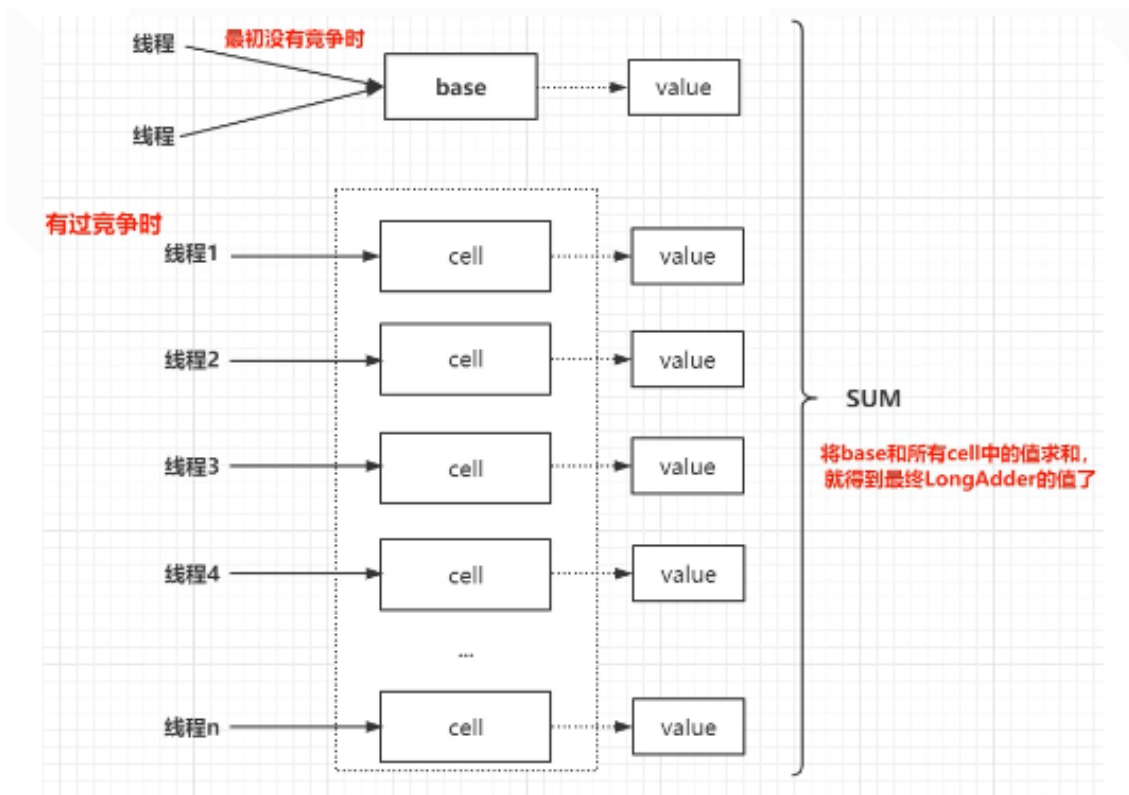 线程
最初没有竞争时
base
value
线程
有过竞争时
线程1
cell
value
线程2
cell
value
线程3
cell
value
线程4
cell
value
...
线程n
cell
value
SUM
将base和所有cell中的值求和，
就得到最终LongAdder的值了